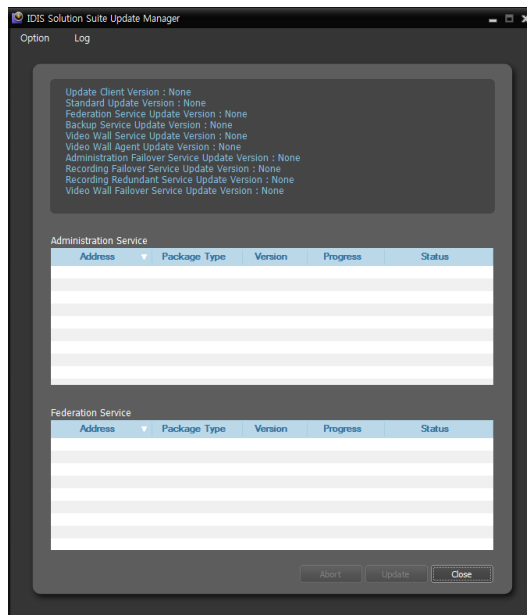 IDIS Solution Suite Update Manager
Option Log
Update Client Version : None
Standard Update Version : None
Federation Service Update Version : None
Backup Service Update Version : None
Video Wall Service Update Version : None
Video Wall Agent Update Version : None
Administration Failover Service Update Version : None
Recording Failover Service Update Version : None
Recording Redundant Service Update Version : None
Video Wall Failover Service Update Version : None
Administration Service
Address Package Type Version Progress Status
Federation Service
Address Package Type Version Progress Status
Abort Update Close